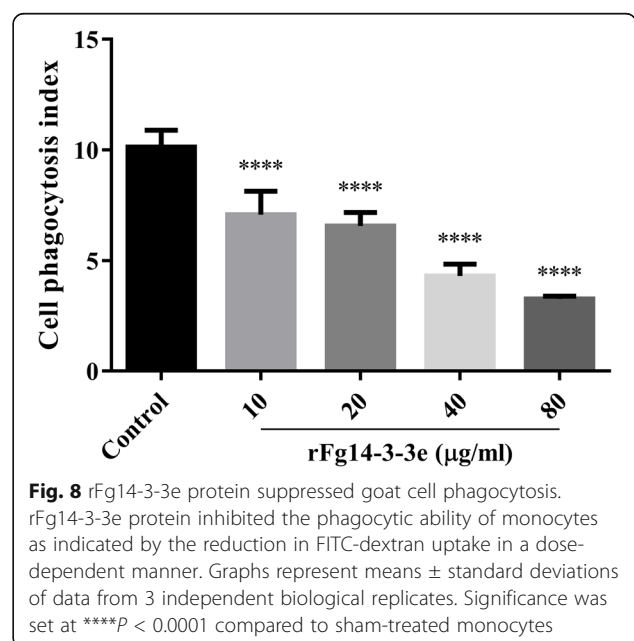 15
10
5
0
Cell phagocytosis index
****
****
****
****
Control
10
20
40
80
rFg14-3-3e (μg/ml)
Fig. 8 rFg14-3-3e protein suppressed goat cell phagocytosis.
rFg14-3-3e protein inhibited the phagocytic ability of monocytes
as indicated by the reduction in FITC-dextran uptake in a dose-
dependent manner. Graphs represent means ± standard deviations
of data from 3 independent biological replicates. Significance was
set at ****P < 0.0001 compared to sham-treated monocytes